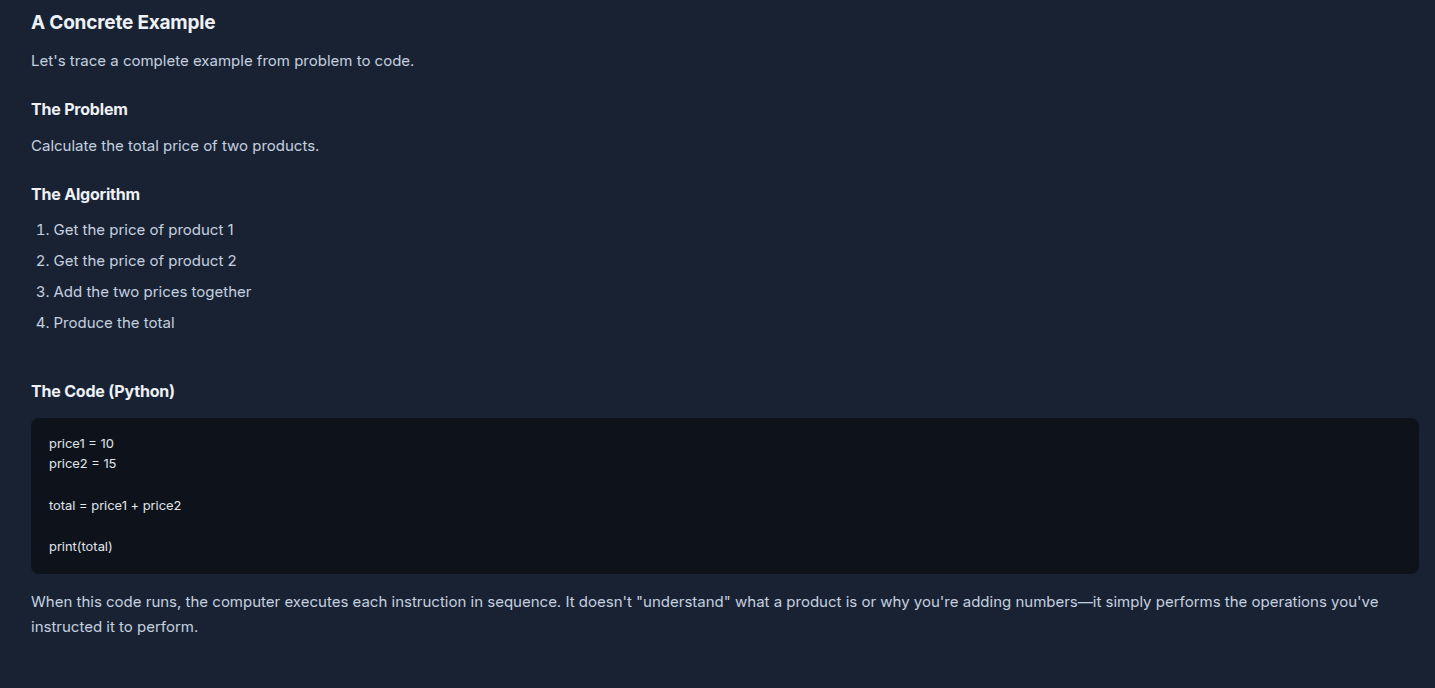 A Concrete Example
Let's trace a complete example from problem to code.
The Problem
Calculate the total price of two products.
The Algorithm
1. Get the price of product 1
2. Get the price of product 2
3. Add the two prices together
4. Produce the total
The Code (Python)
price1 = 10
price2 = 15
total = price1 + price2
print(total)
When this code runs, the computer executes each instruction in sequence. It doesn't "understand" what a product is or why you're adding numbers—it simply performs the operations you've
instructed it to perform.